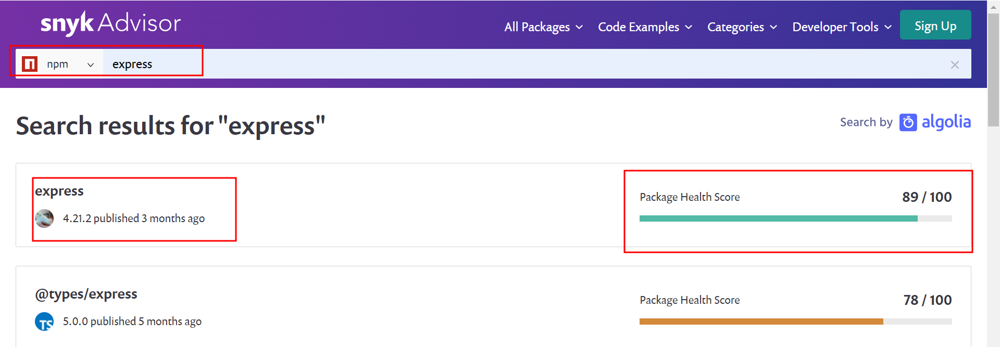 snyk Advisor
All Packages Code Examples Categories Developer Tools Sign Up
npm express
Search results for "express"
Search by algolia
express
Package Health Score 89 / 100
4.21.2 published 3 months ago
@types/express
Package Health Score 78 / 100
TS 5.0.0 published 5 months ago